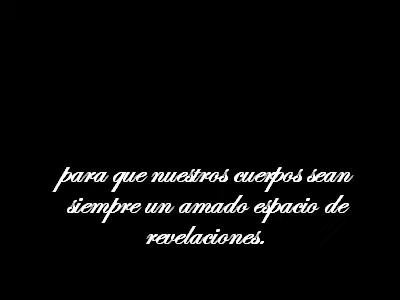 para que nuestros cuerpos sean
siempre un amado espacio de
revelaciones.